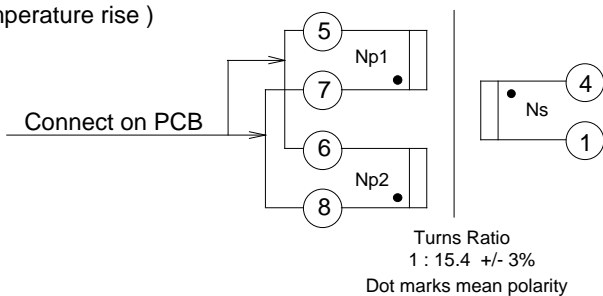 nperature rise )
5
Np1
7
4
Ns
Connect on PCB
1
6
Np2
8
Turns Ratio
1 : 15.4 +/- 3%
Dot marks mean polarity